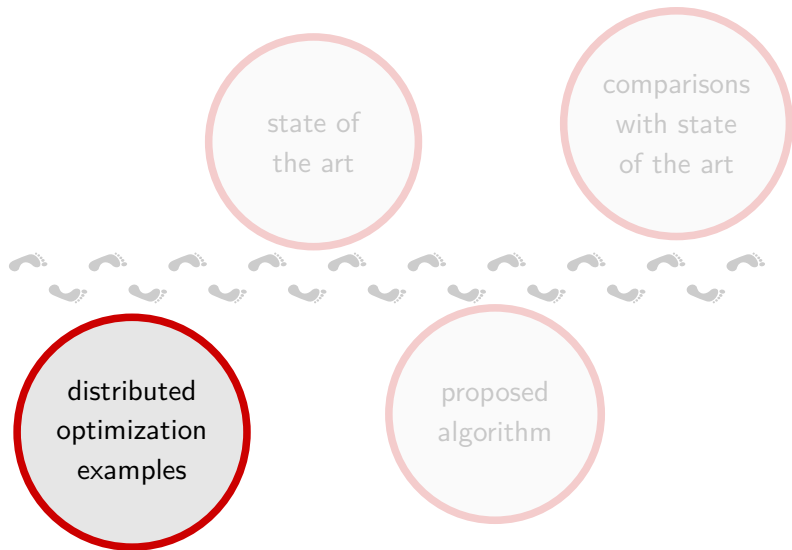 state of
the art
comparisons
with state
of the art
distributed
optimization
examples
proposed
algorithm